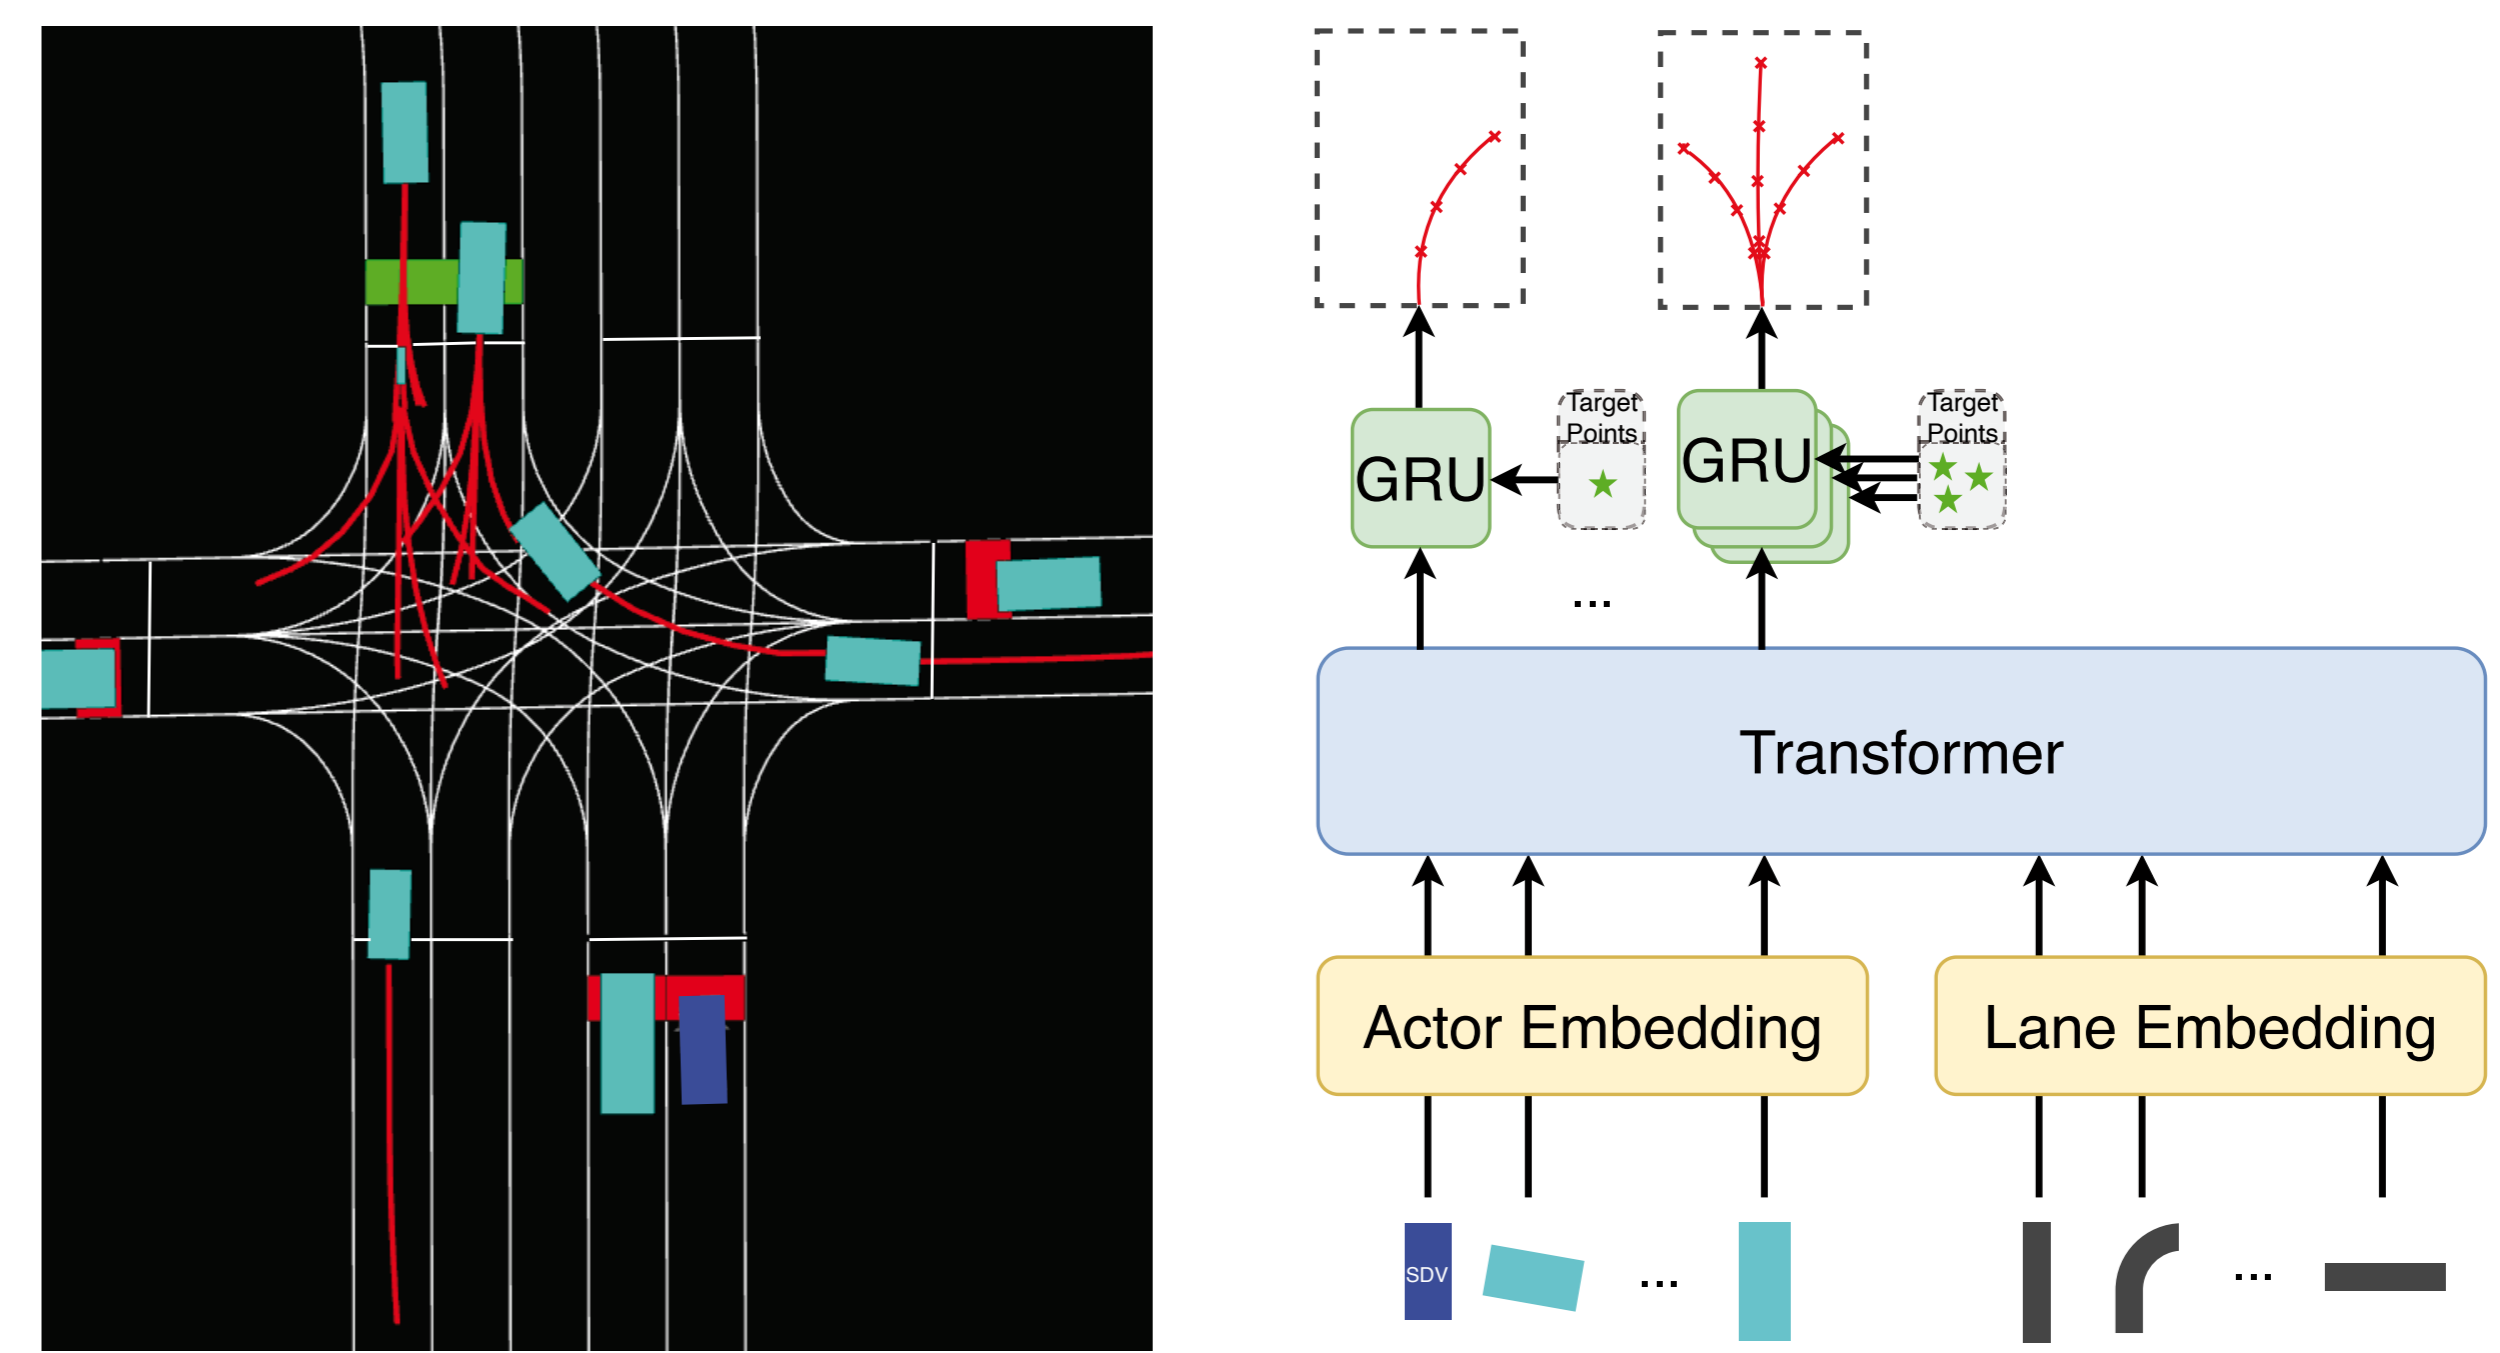 Target
Points
Target
Points
GRU
GRU
...
Transformer
Actor Embedding
Lane Embedding
SDV
...
...